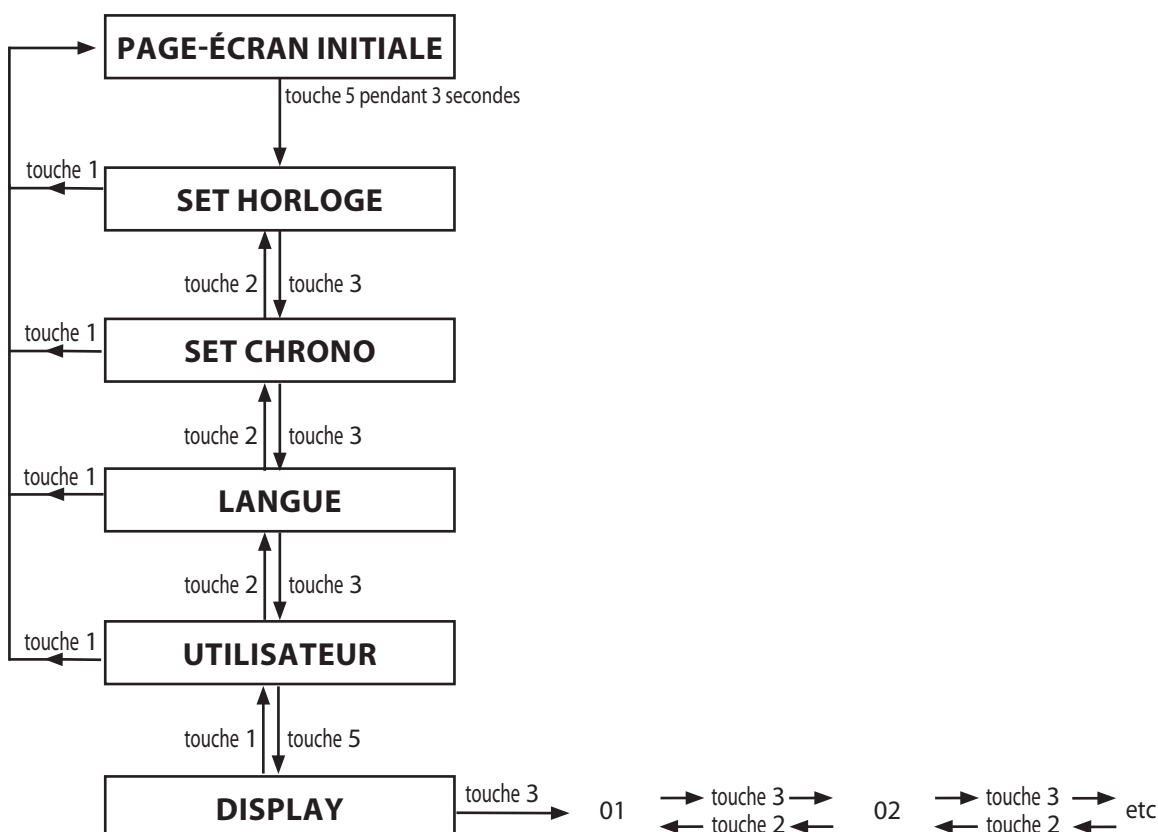 PAGE-ÉCRAN INITIALE
touche 5 pendant 3 secondes
touche 1
SET HORLOGE
touche 2 touche 3
touche 1
SET CHRONO
touche 2 touche 3
touche 1
LANGUE
touche 2 touche 3
touche 1
UTILISATEUR
touche 1 touche 5
DISPLAY
touche 3 01 touche 3 02 touche 3 etc
touche 2 touche 2